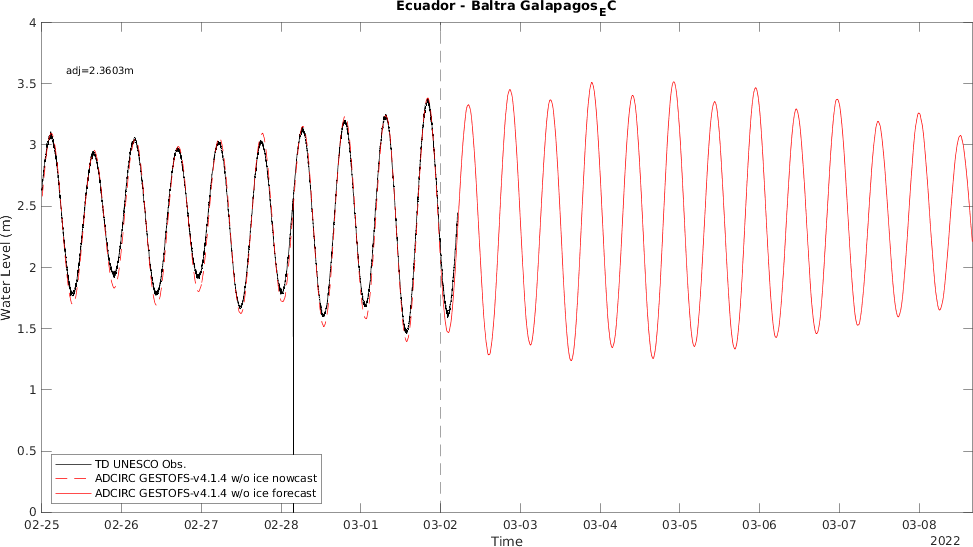 Ecuador - Baltra Galapagos_EC
4
adj=2.3603m
3.5
3
2.5
2
1.5
1
0.5
0
Water Level (m)
TD UNESCO Obs.
ADCIRC GESTOFS-v4.1.4 w/o ice nowcast
ADCIRC GESTOFS-v4.1.4 w/o ice forecast
02-25 02-26 02-27 02-28 03-01 03-02 03-03 03-04 03-05 03-06 03-07 03-08
Time
2022